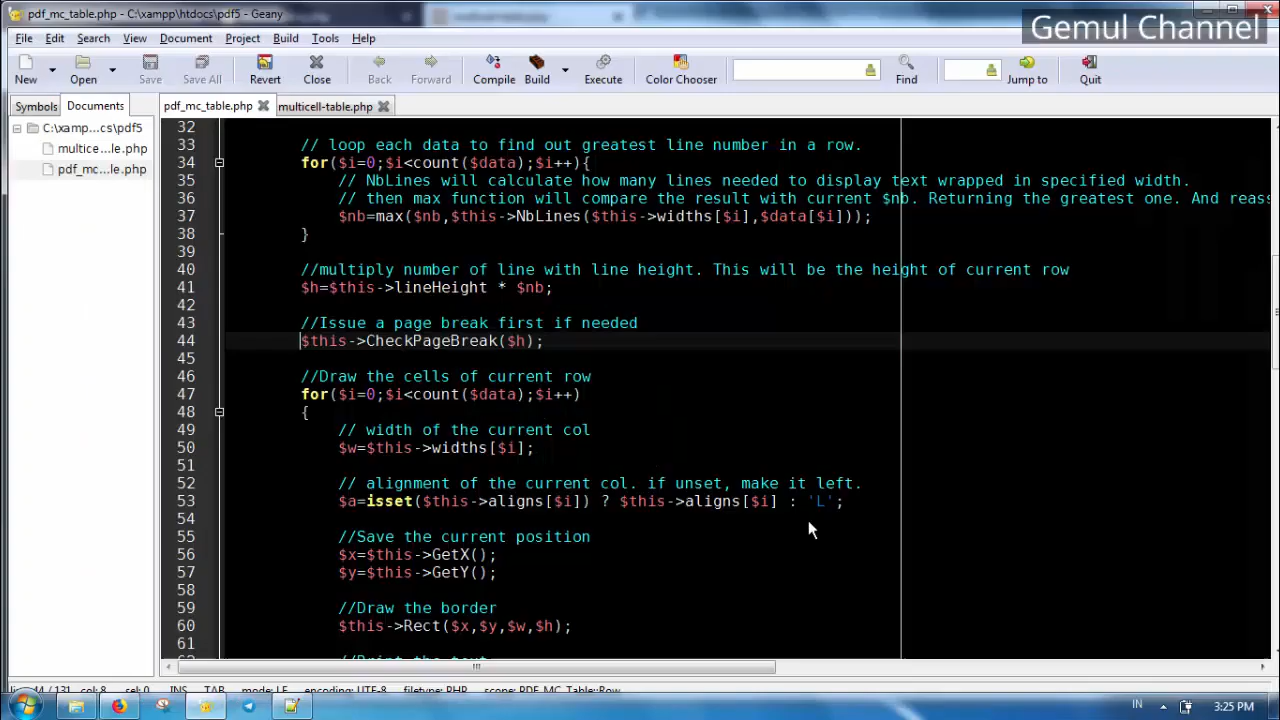 pdf_mc_table.php - C:\xampp\htdocs\pdf5 - Geany
Gemul Channel
File Edit Search View Document Project Build Tools Help
New Open Save Save All Revert Close Back Forward Compile Build Execute Color Chooser Find Jump to Quit
Symbols Documents pdf_mc_table.php multicell-table.php
C:\xamp...cs\pdf5
multice...le.php
pdf_mc...le.php
32
33 // loop each data to find out greatest line number in a row.
34 for($i=0;$i<count($data);$i++){
35 // NbLines will calculate how many lines needed to display text wrapped in specified width.
36 // then max function will compare the result with current $nb. Returning the greatest one. And reas
37 $nb=max($nb,$this->NbLines($this->widths[$i],$data[$i]));
38 }
39
40 //multiply number of line with line height. This will be the height of current row
41 $h=$this->lineHeight * $nb;
42
43 //Issue a page break first if needed
44 $this->CheckPageBreak($h);
45
46 //Draw the cells of current row
47 for($i=0;$i<count($data);$i++)
48 {
49 // width of the current col
50 $w=$this->widths[$i];
51
52 // alignment of the current col. if unset, make it left.
53 $a=isset($this->aligns[$i]) ? $this->aligns[$i] : 'L';
54
55 //Save the current position
56 $x=$this->GetX();
57 $y=$this->GetY();
58
59 //Draw the border
60 $this->Rect($x,$y,$w,$h);
61
62 //Print the text
44 / 131 col: 8 sel: 0 INS TAB mode: LF encoding: UTF-8 filetype: PHP scope: PDF_MC_Table::Row
IN 3:25 PM